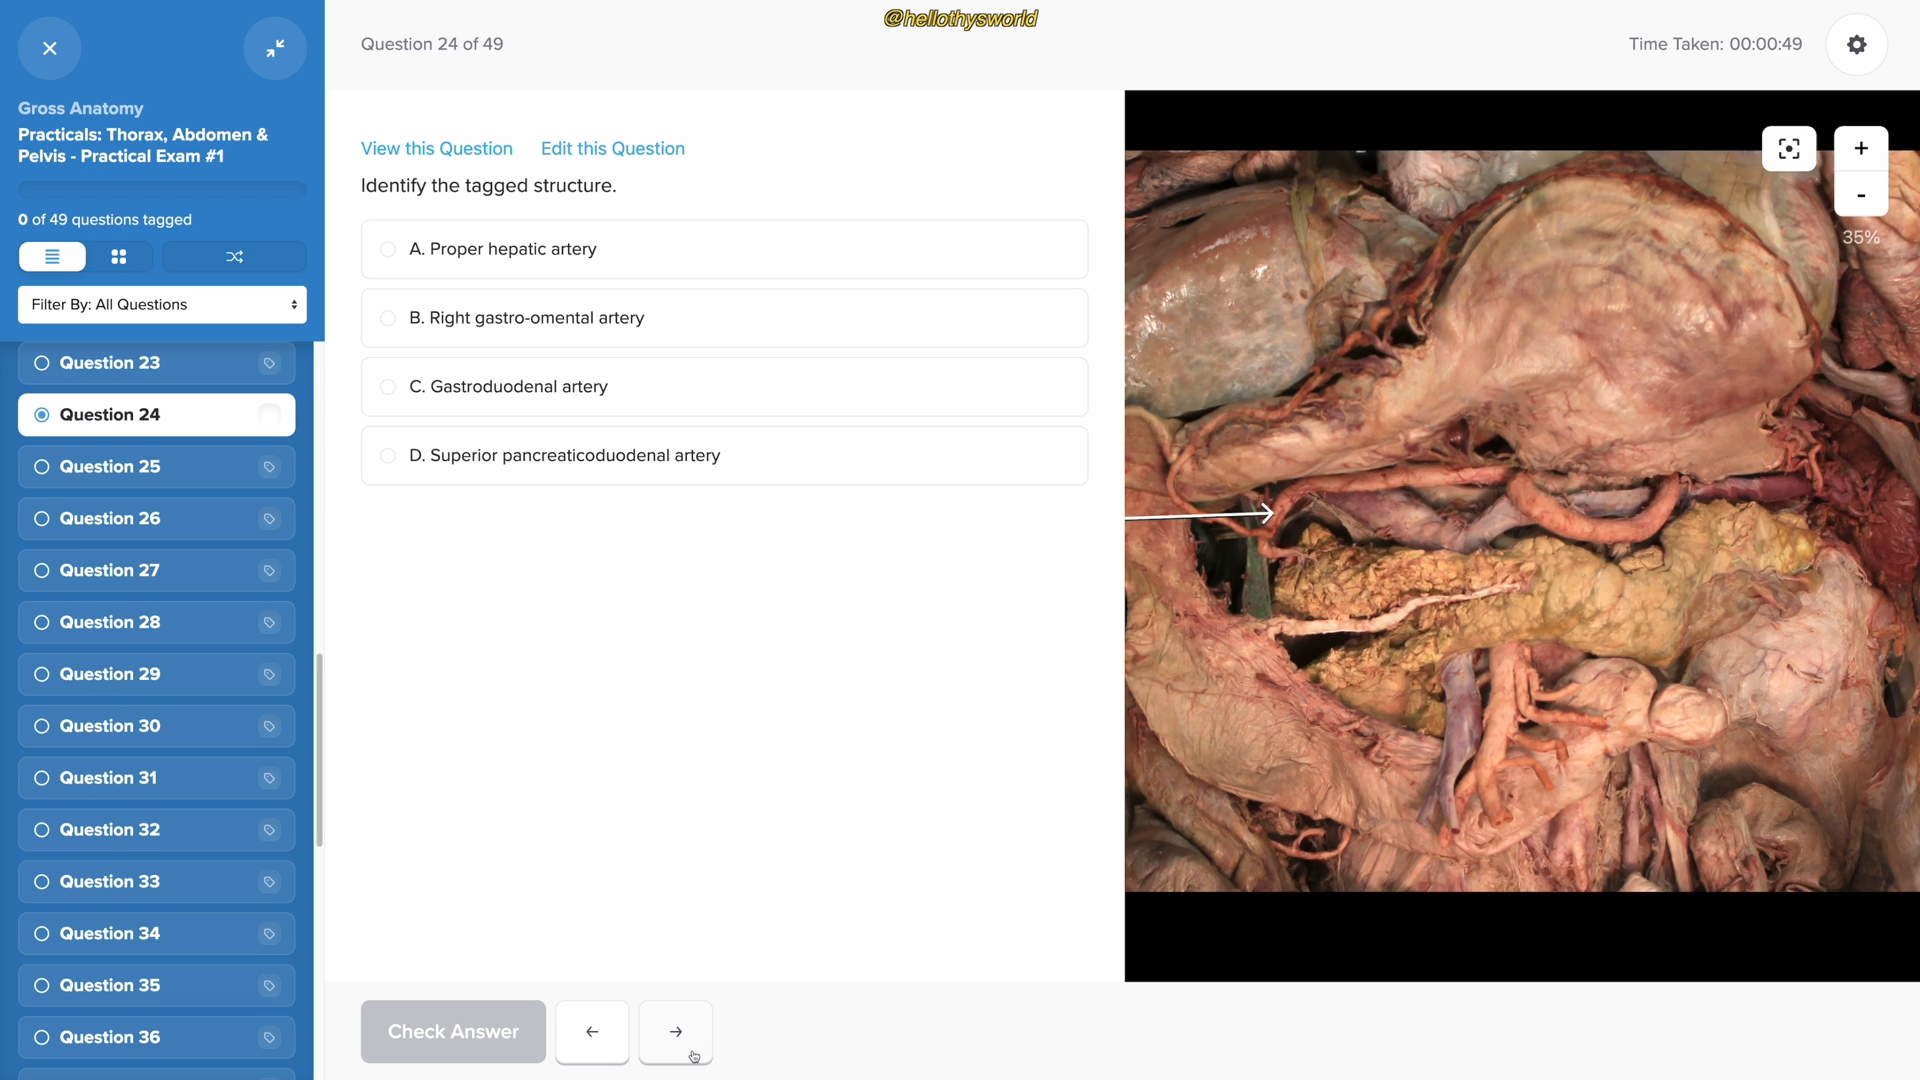 @hellothysworld
Question 24 of 49
Time Taken: 00:00:49
Gross Anatomy
Practicals: Thorax, Abdomen &
Pelvis - Practical Exam #1
0 of 49 questions tagged
Filter By: All Questions
Question 23
Question 24
Question 25
Question 26
Question 27
Question 28
Question 29
Question 30
Question 31
Question 32
Question 33
Question 34
Question 35
Question 36
View this Question Edit this Question
Identify the tagged structure.
A. Proper hepatic artery
B. Right gastro-omental artery
C. Gastroduodenal artery
D. Superior pancreaticoduodenal artery
Check Answer
+
-
35%